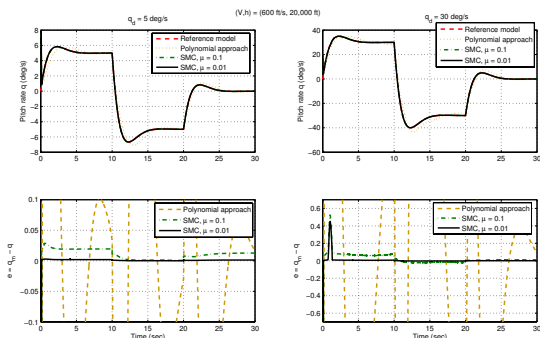 (V,h) = (600 ft/s, 20,000 ft)
q_d = 5 deg/s
8
6
4
2
0
−2
−4
−6
−8
Pitch rate q (deg/s)
Reference model
Polynomial approach
SMC, μ = 0.1
SMC, μ = 0.01
0 5 10 15 20 25 30
q_d = 30 deg/s
40
20
0
−20
−40
−60
Pitch rate q (deg/s)
Reference model
Polynomial approach
SMC, μ = 0.1
SMC, μ = 0.01
0 5 10 15 20 25 30
0.1
0.05
0
−0.05
−0.1
e = q_m − q
Polynomial approach
SMC, μ = 0.1
SMC, μ = 0.01
0 5 10 15 20 25 30
Time (sec)
0.6
0.4
0.2
0
−0.2
−0.4
−0.6
e = q_m − q
Polynomial approach
SMC, μ = 0.1
SMC, μ = 0.01
0 5 10 15 20 25 30
Time (sec)